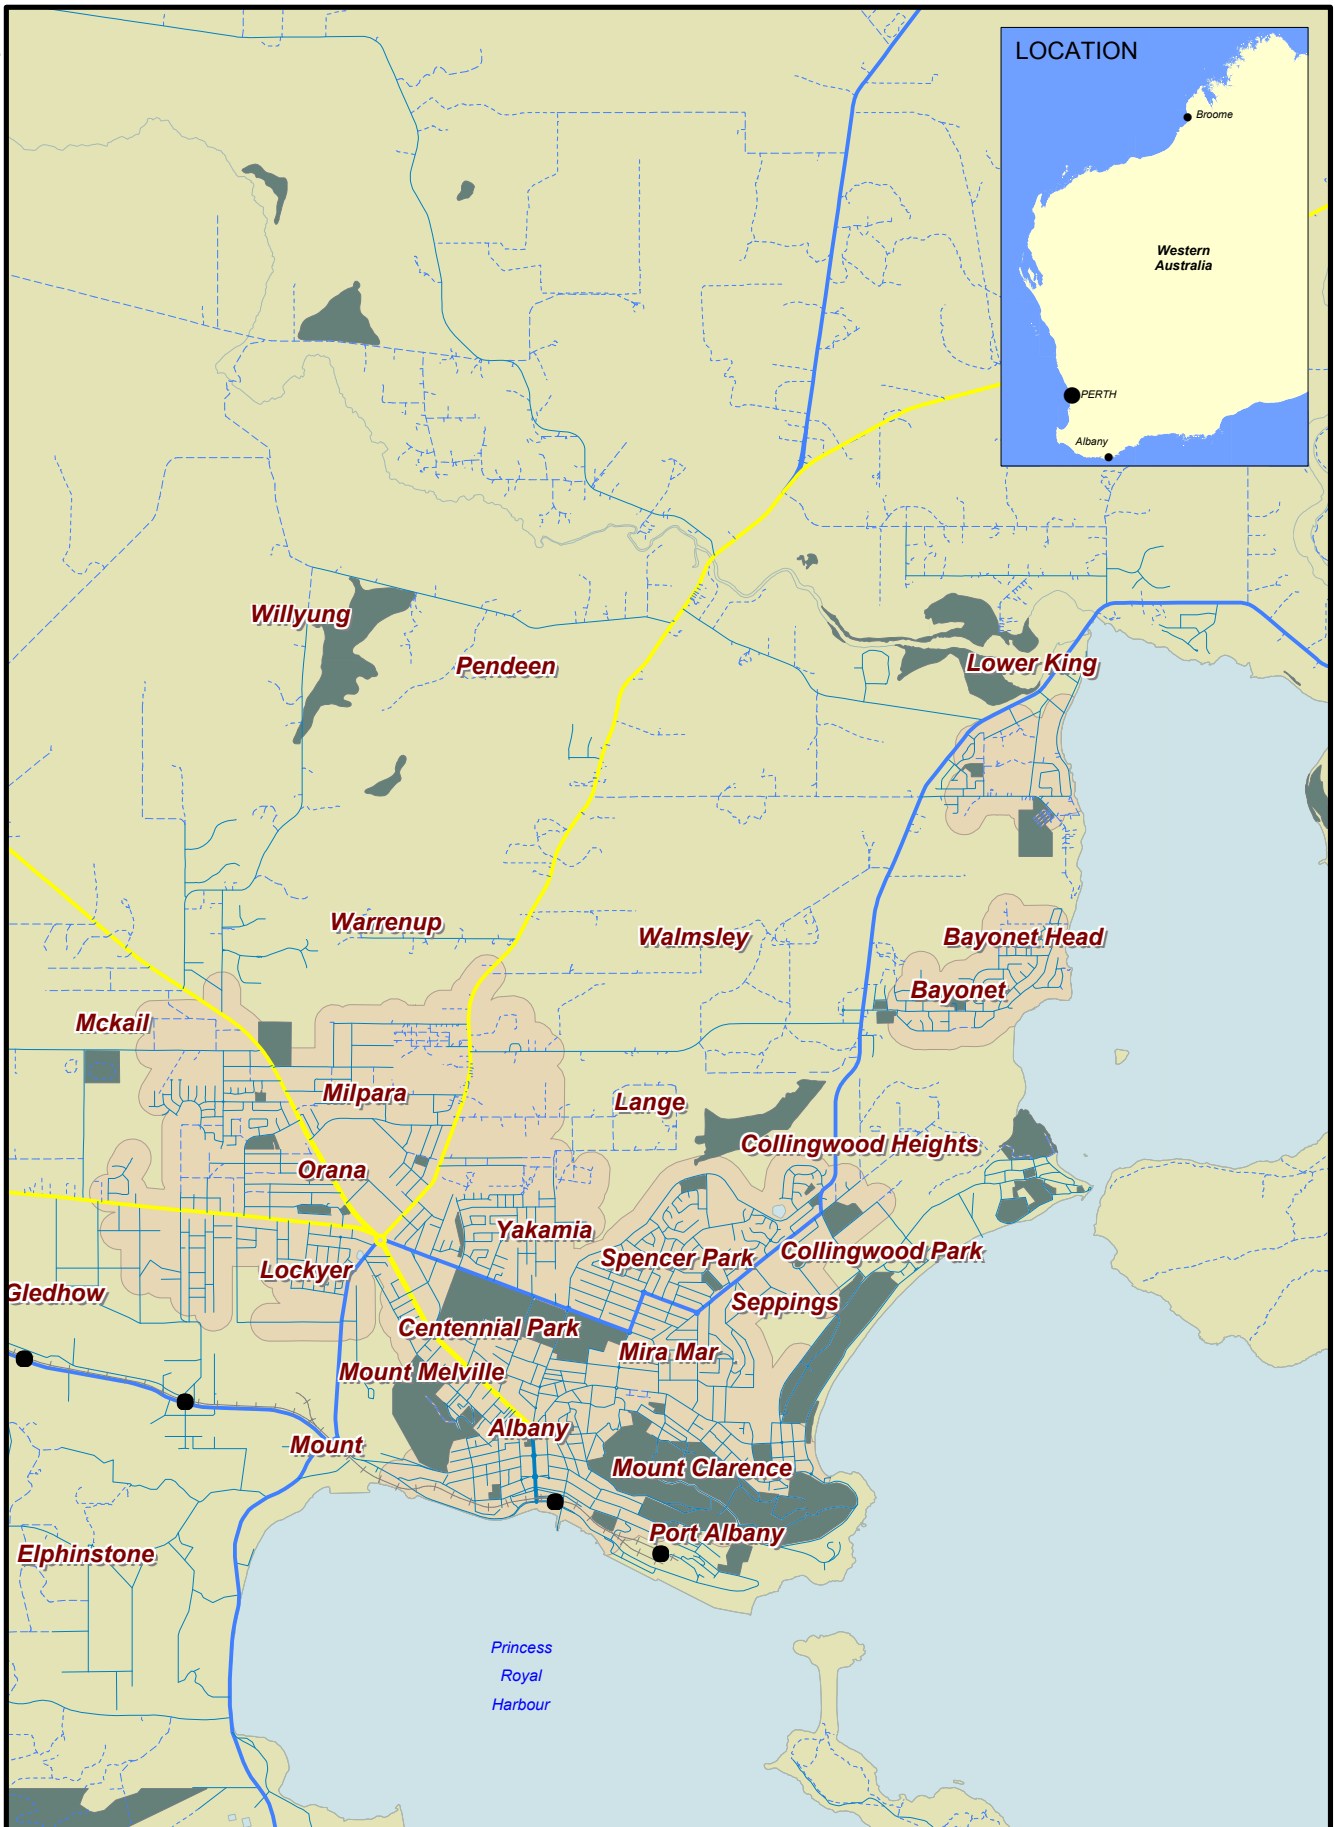 LOCATION
Broome
Western
Australia
PERTH
Albany
Willyung
Pendeen
Lower King
Warrenup
Walmsley
Bayonet Head
Bayonet
Mckail
Milpara
Lange
Collingwood Heights
Orana
Yakamia
Spencer Park
Collingwood Park
Lockyer
Gledhow
Seppings
Centennial Park
Mira Mar
Mount Melville
Albany
Mount
Mount Clarence
Port Albany
Elphinstone
Princess
Royal
Harbour